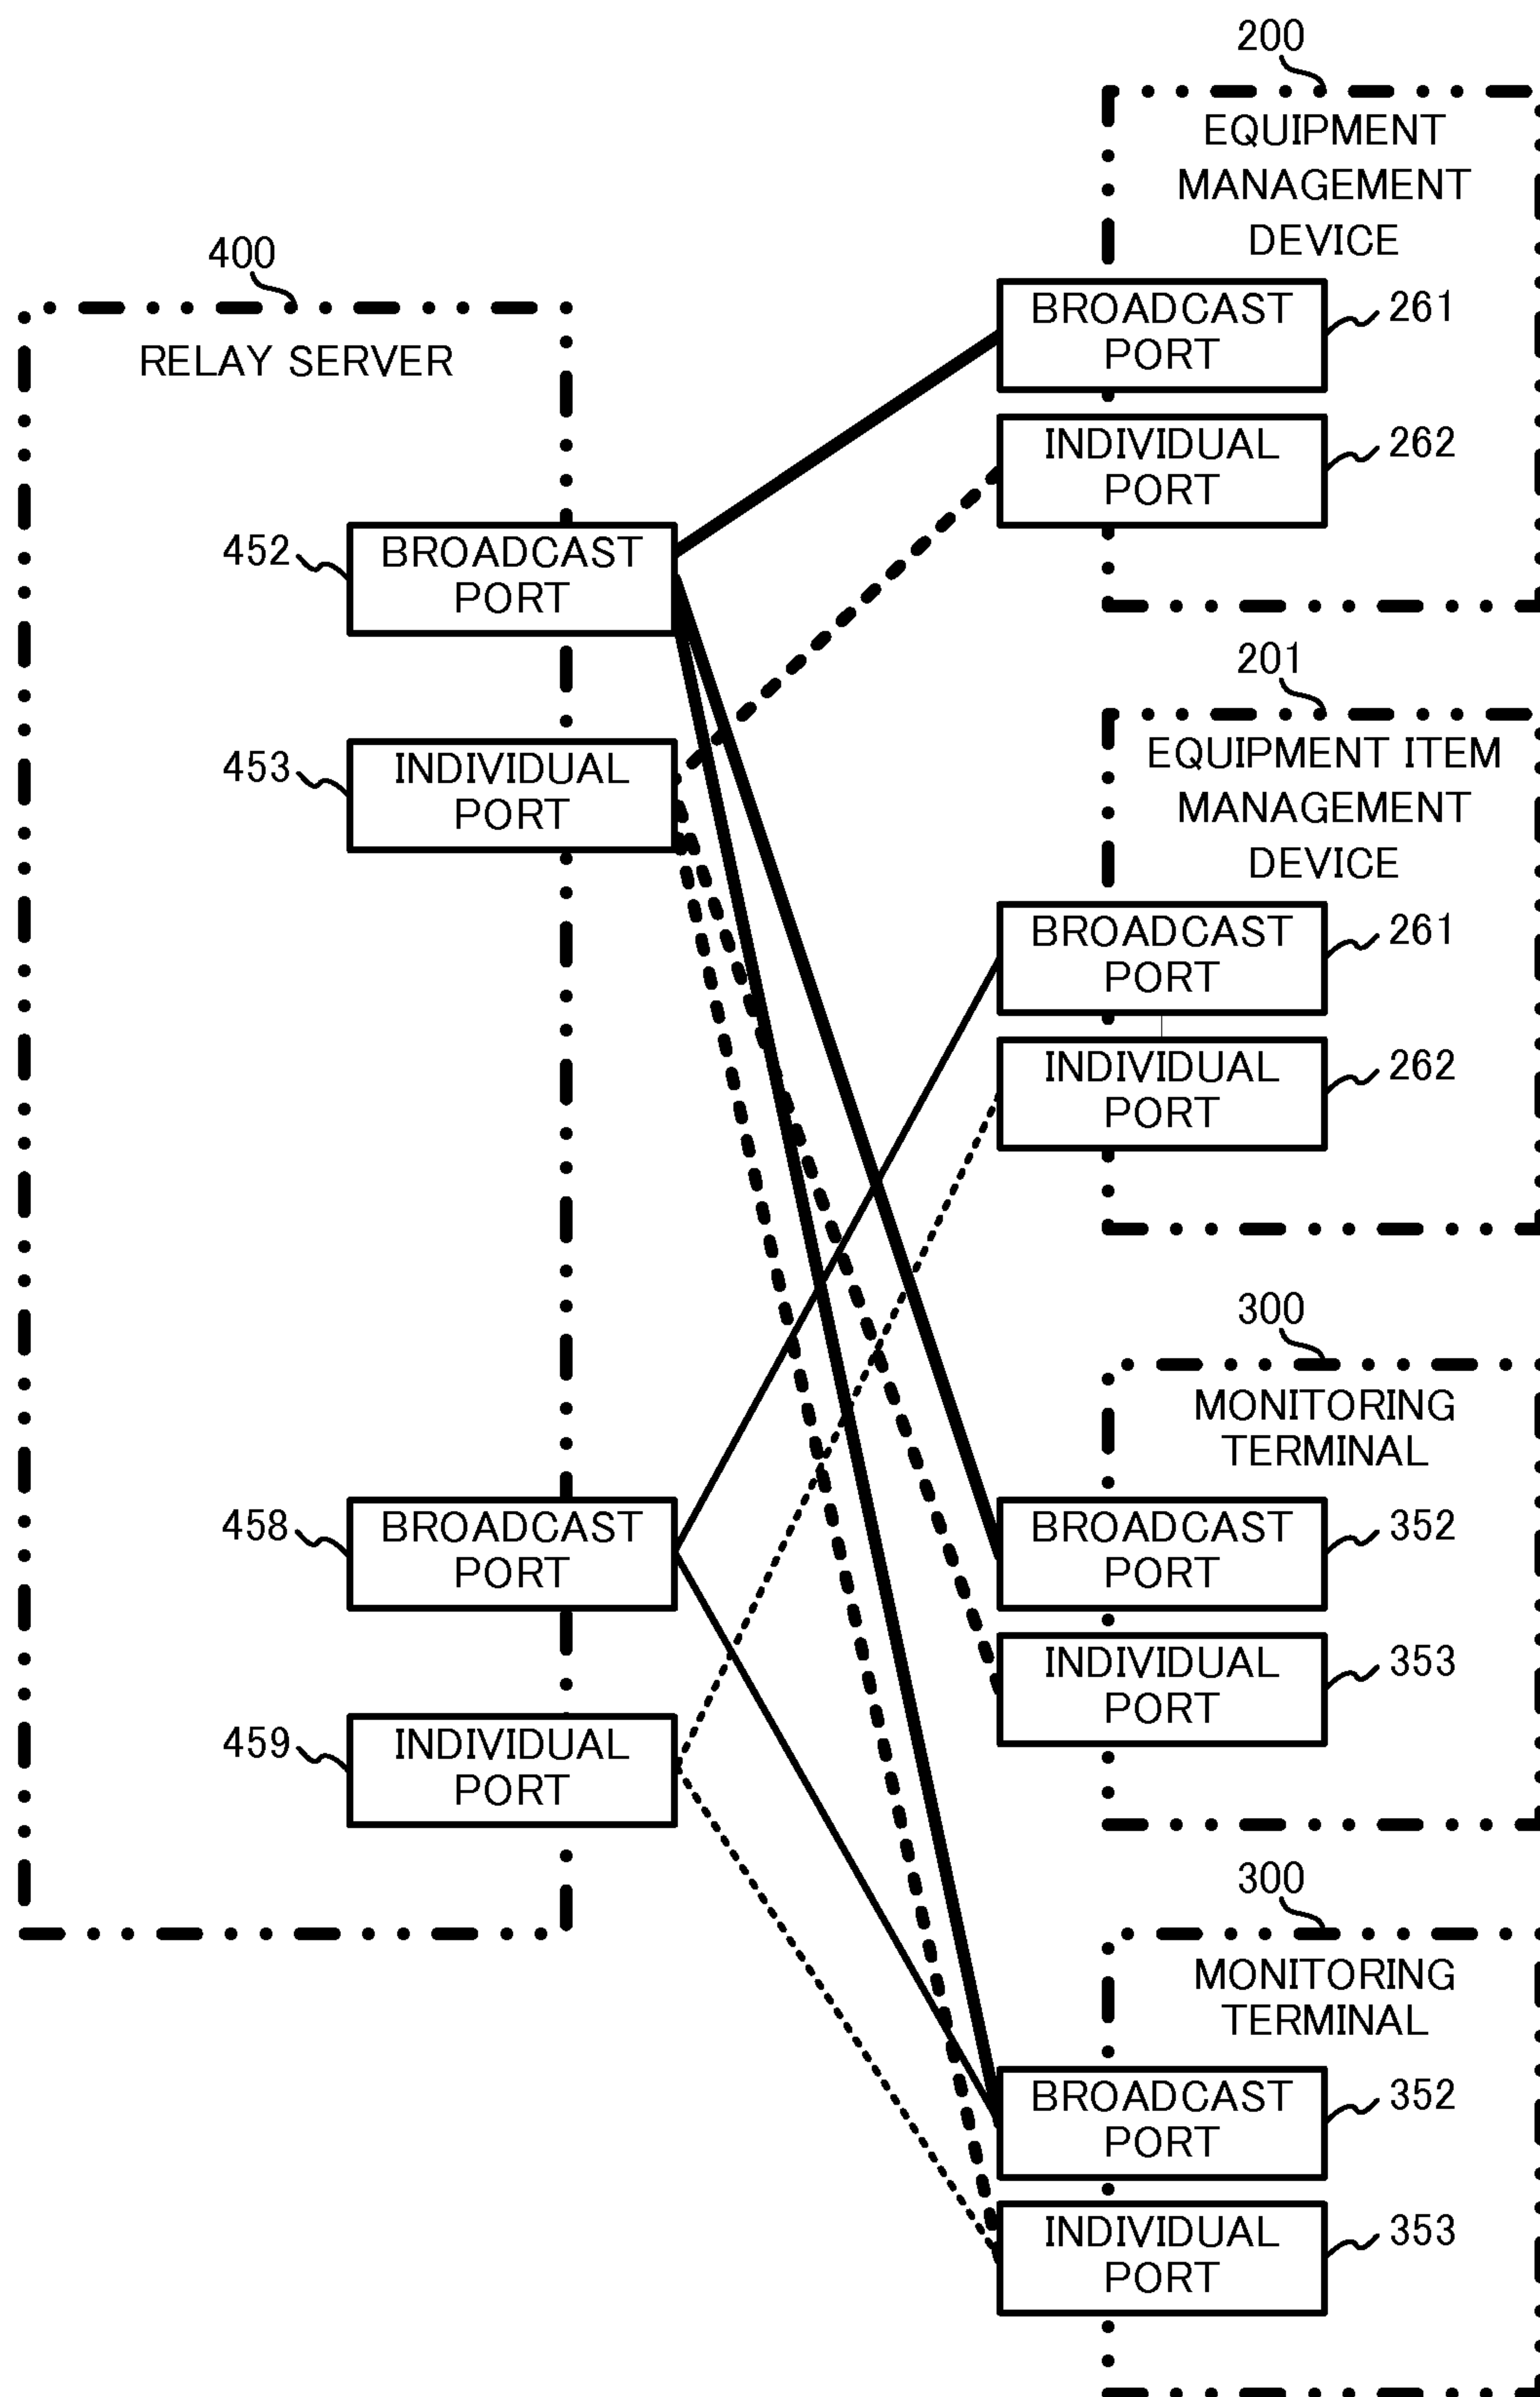 200
EQUIPMENT
MANAGEMENT
DEVICE
BROADCAST
PORT
261
INDIVIDUAL
PORT
262
400
RELAY SERVER
452
BROADCAST
PORT
453
INDIVIDUAL
PORT
201
EQUIPMENT ITEM
MANAGEMENT
DEVICE
BROADCAST
PORT
261
INDIVIDUAL
PORT
262
458
BROADCAST
PORT
459
INDIVIDUAL
PORT
300
MONITORING
TERMINAL
BROADCAST
PORT
352
INDIVIDUAL
PORT
353
300
MONITORING
TERMINAL
BROADCAST
PORT
352
INDIVIDUAL
PORT
353